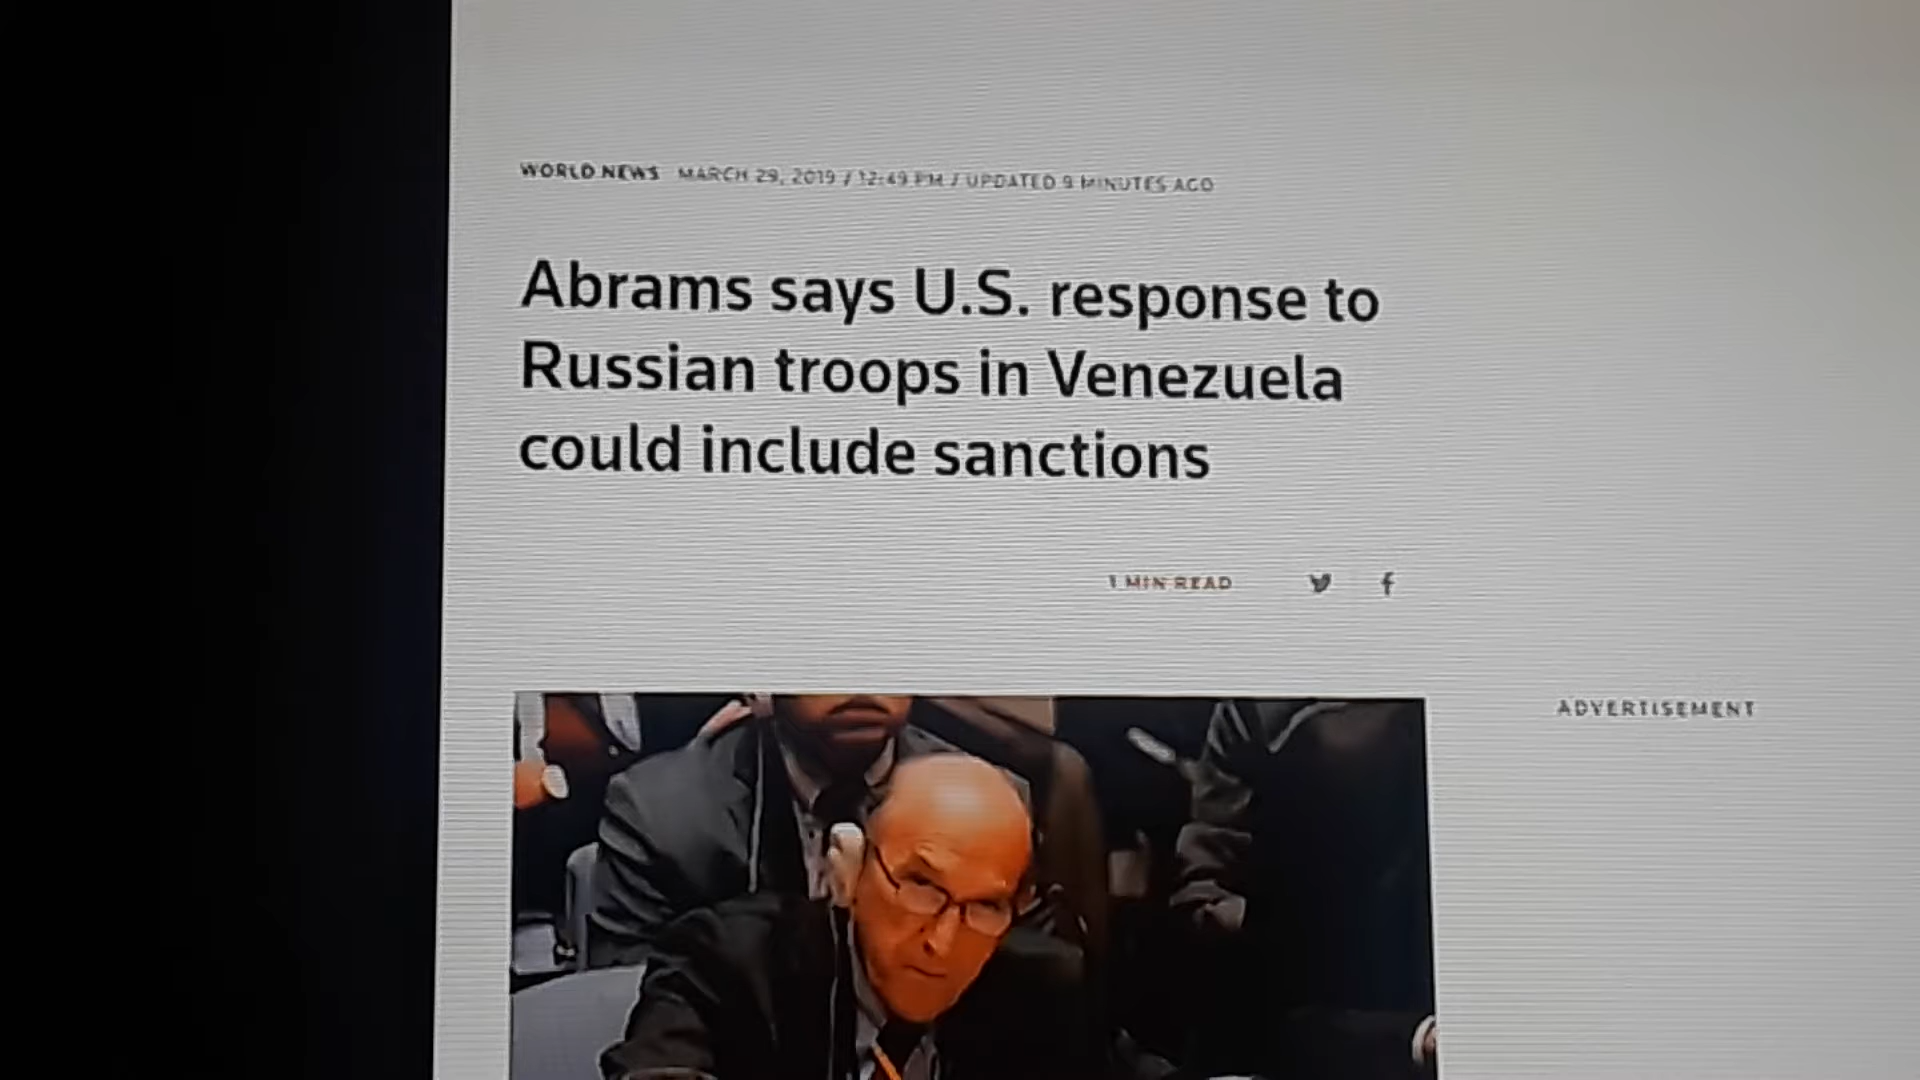 WORLD NEWS MARCH 29, 2019 / 12:49 PM / UPDATED 9 MINUTES AGO
Abrams says U.S. response to
Russian troops in Venezuela
could include sanctions
1 MIN READ
ADVERTISEMENT